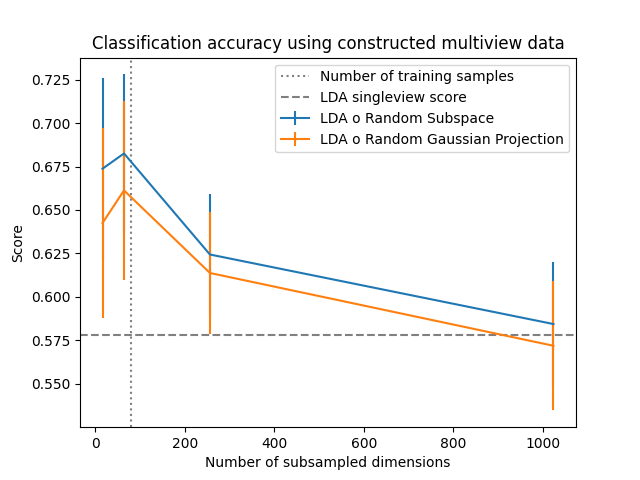 Classification accuracy using constructed multiview data
Number of training samples
LDA singleview score
LDA o Random Subspace
LDA o Random Gaussian Projection
Score
0.725
0.700
0.675
0.650
0.625
0.600
0.575
0.550
0 200 400 600 800 1000
Number of subsampled dimensions